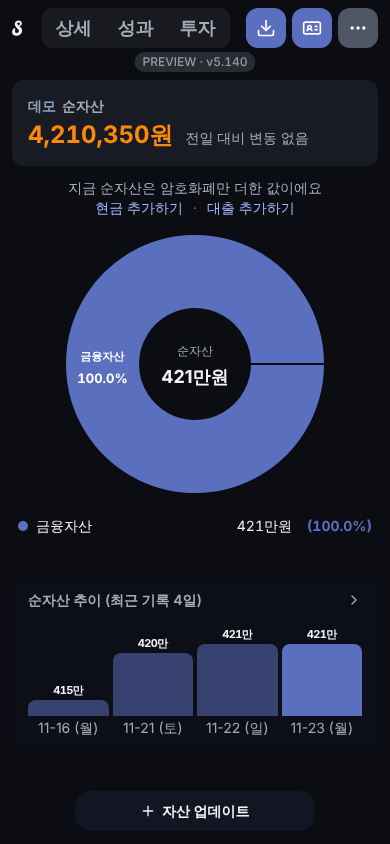 상세 성과 투자
PREVIEW · v5.140
데모 순자산
4,210,350원 전일 대비 변동 없음
지금 순자산은 암호화폐만 더한 값이에요
현금 추가하기 · 대출 추가하기
금융자산
100.0%
순자산
421만원
금융자산 421만원 (100.0%)
순자산 추이 (최근 기록 4일)
415만 420만 421만 421만
11-16 (월) 11-21 (토) 11-22 (일) 11-23 (월)
+ 자산 업데이트